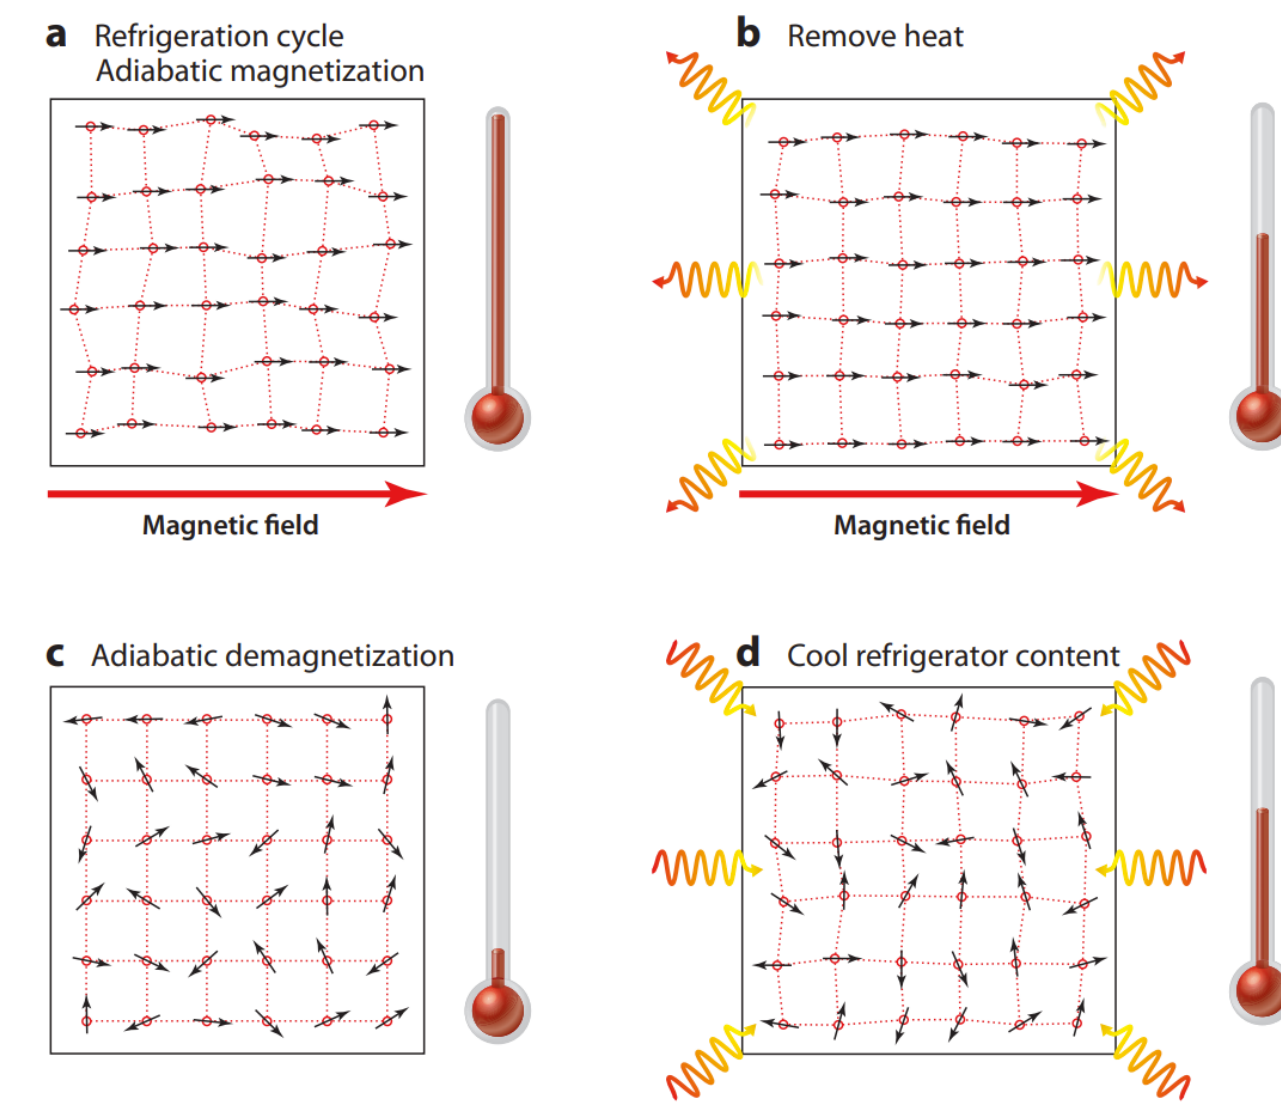 a Refrigeration cycle
Adiabatic magnetization
b Remove heat
Magnetic field
Magnetic field
c Adiabatic demagnetization
d Cool refrigerator content